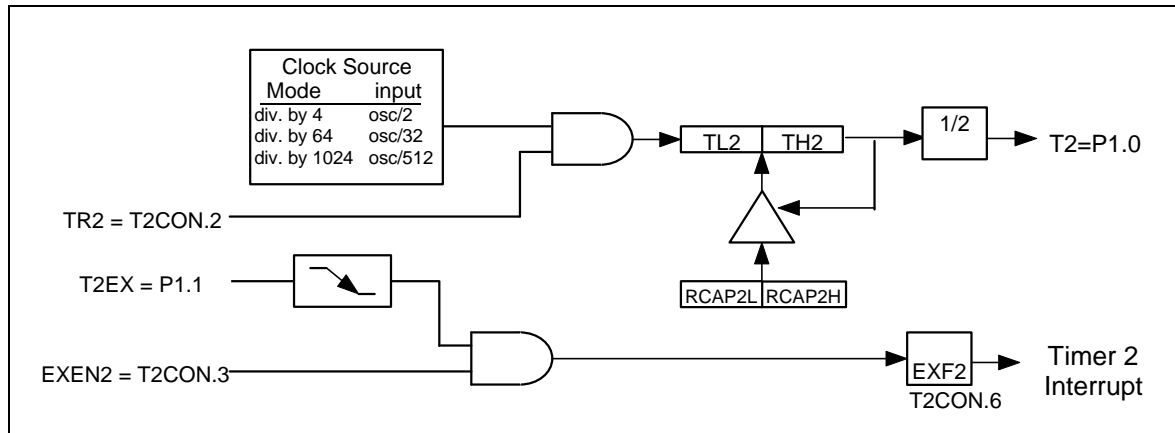 Clock Source
Mode input
div. by 4 osc/2
div. by 64 osc/32
div. by 1024 osc/512
TL2 TH2
1/2
T2=P1.0
TR2 = T2CON.2
T2EX = P1.1
RCAP2L RCAP2H
EXEN2 = T2CON.3
EXF2
T2CON.6
Timer 2
Interrupt